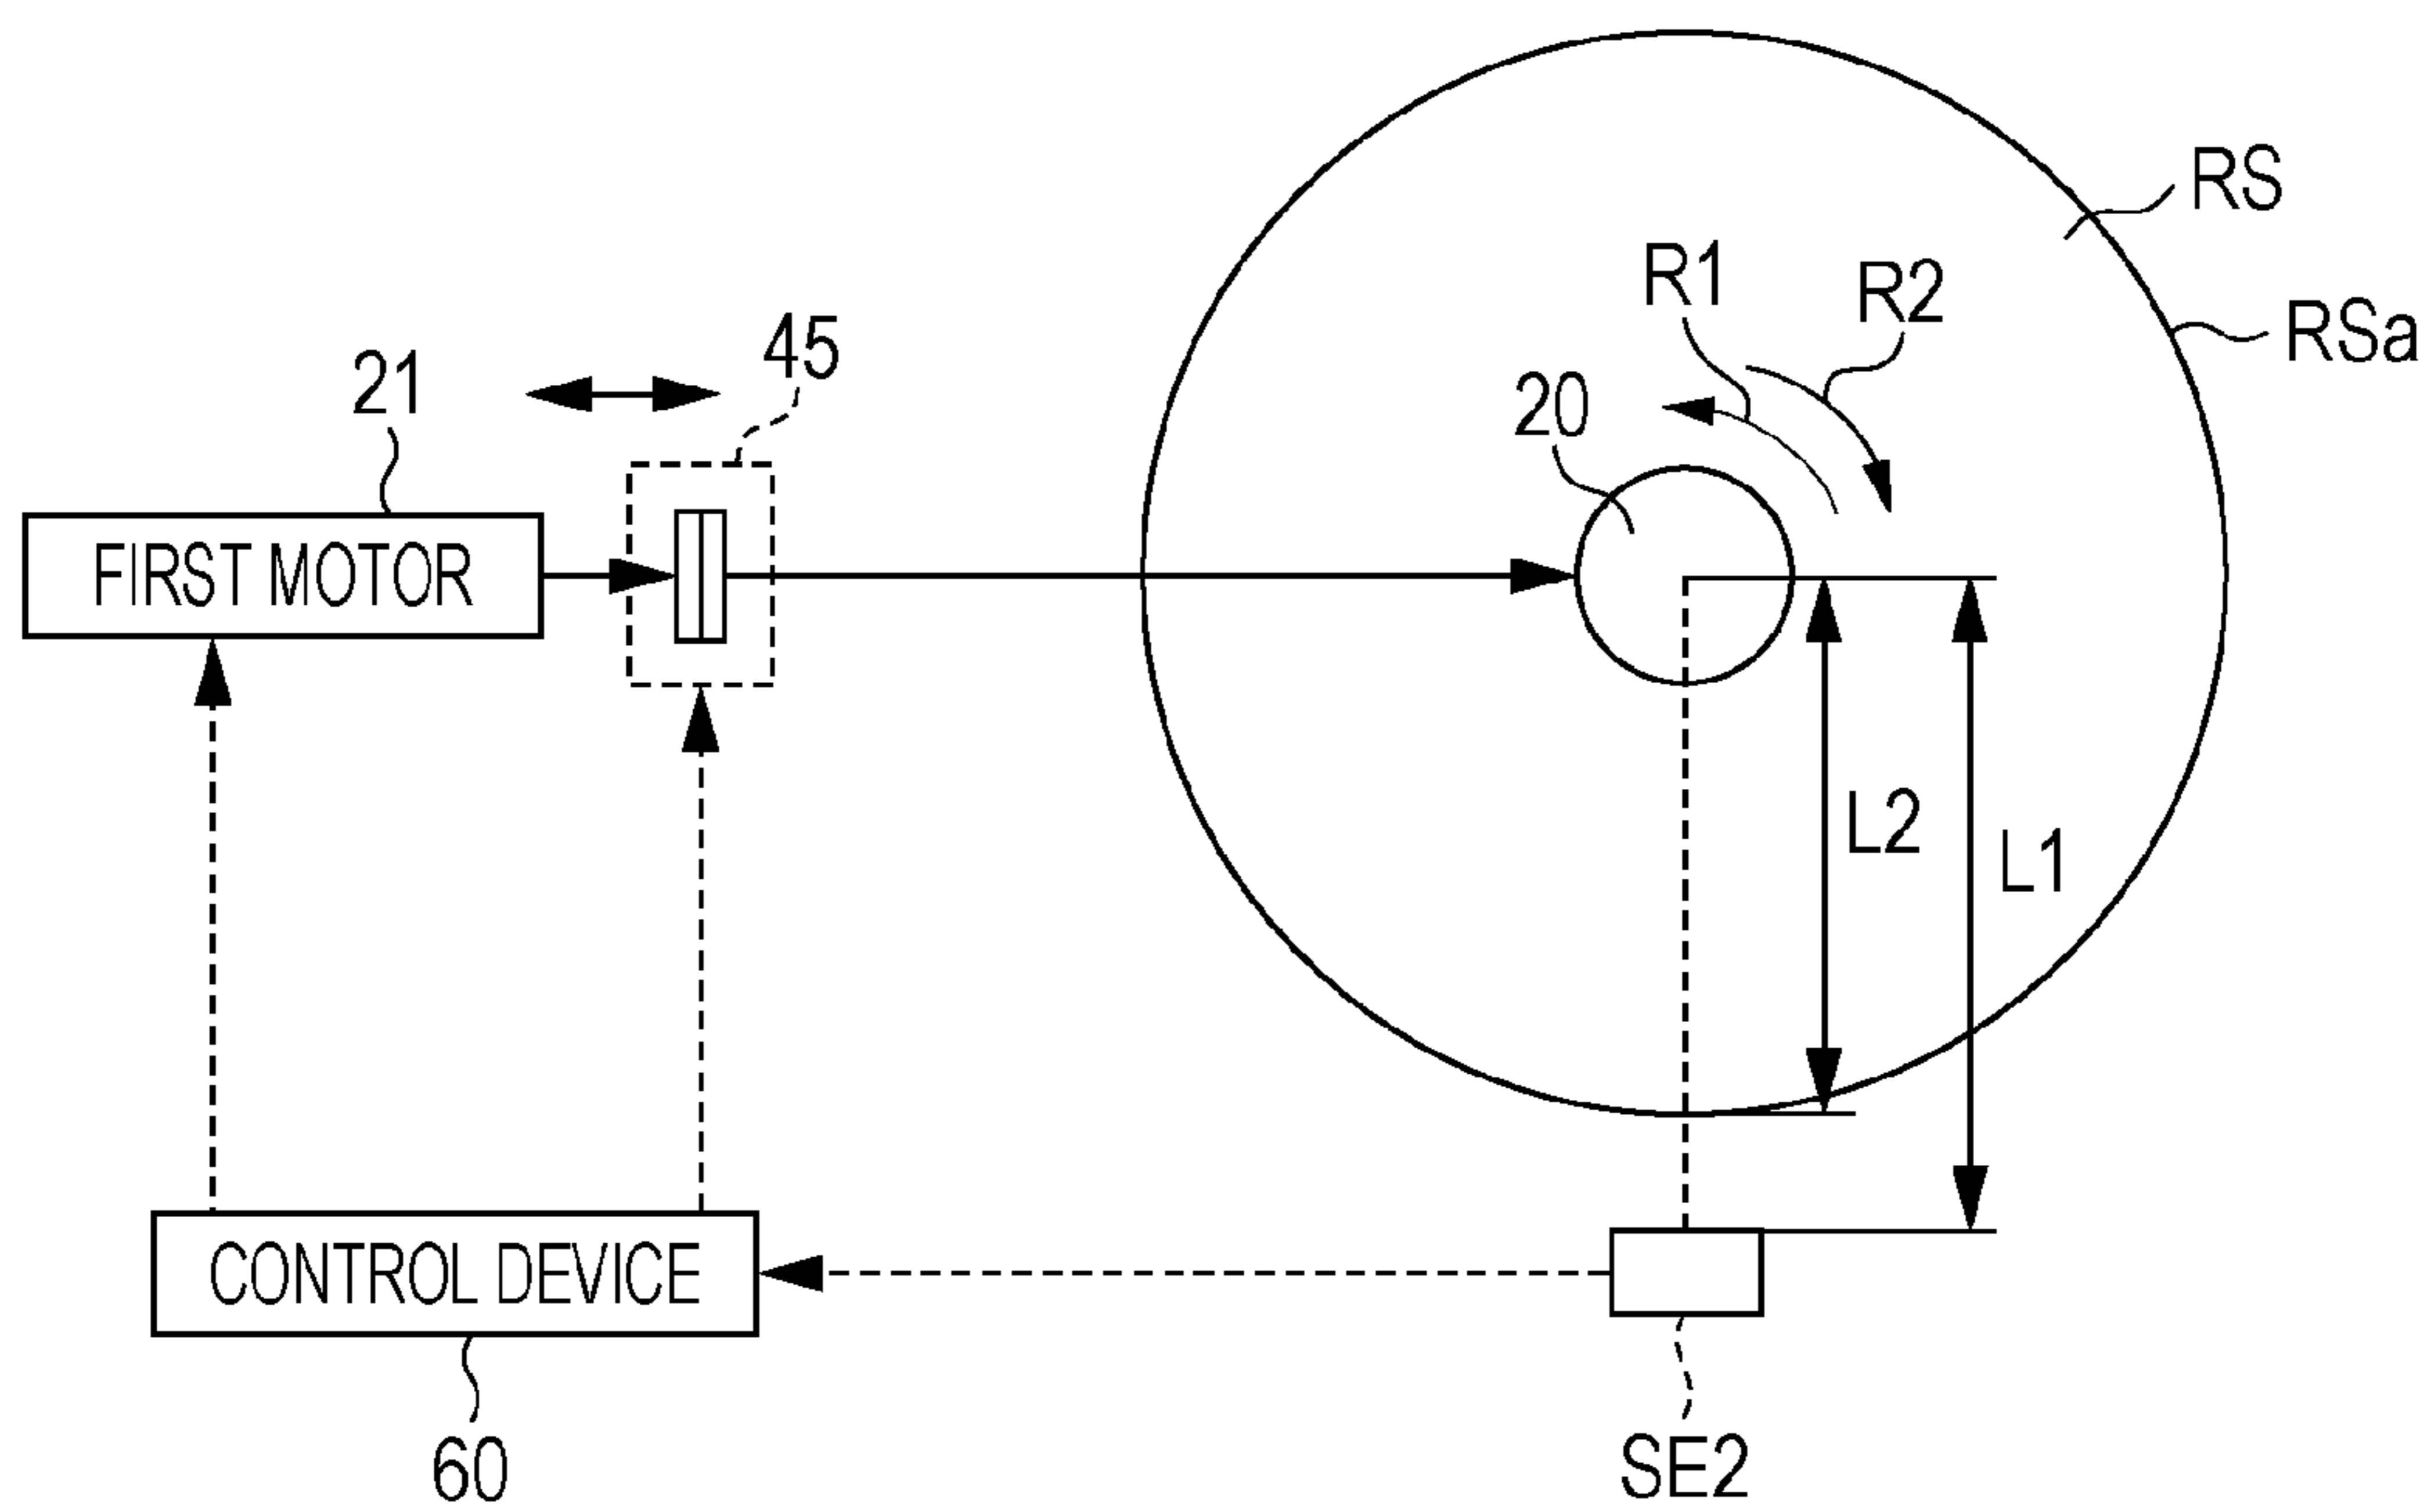 RS
R1
R2
RSa
45
21
20
FIRST MOTOR
L2
L1
CONTROL DEVICE
60
SE2